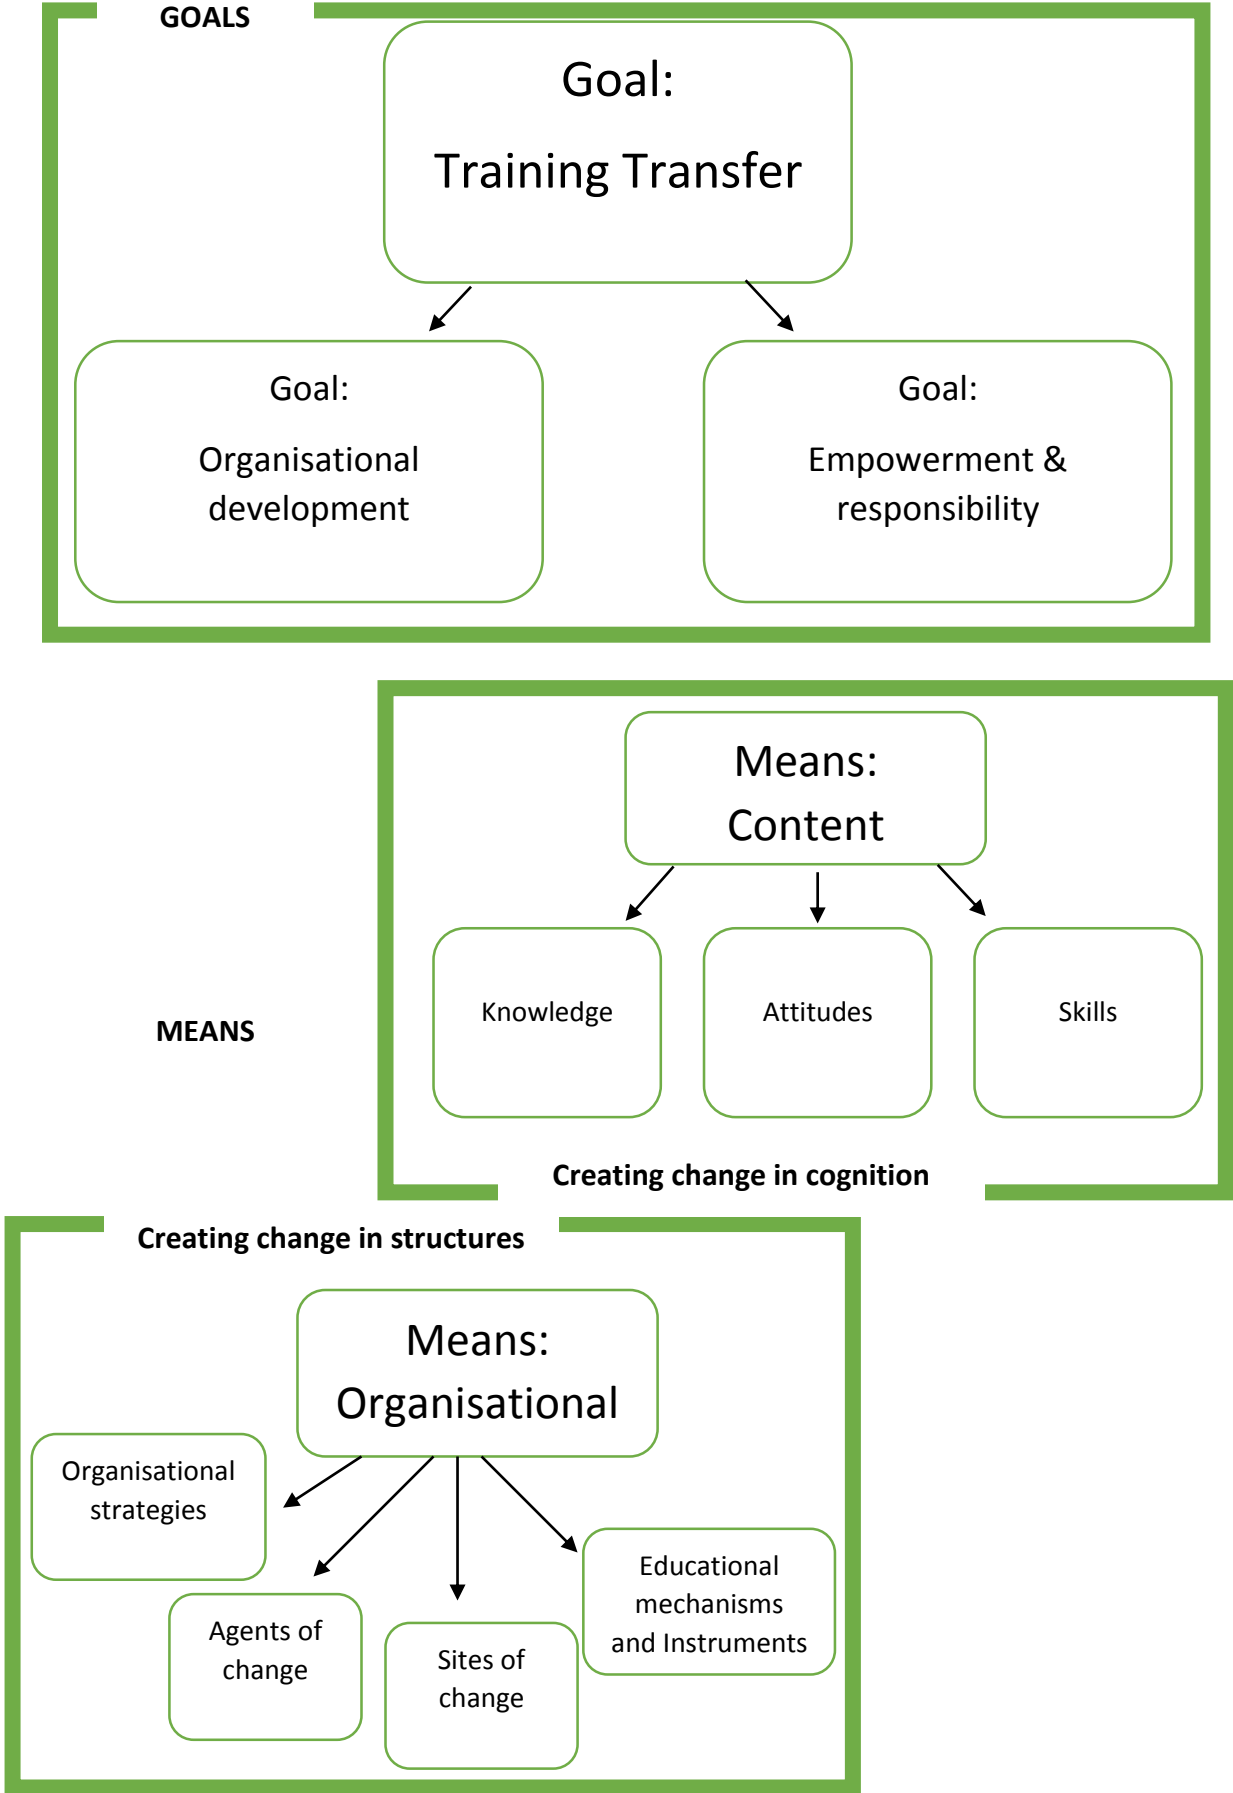 GOALS
Goal:
Training Transfer
Goal:
Organisational
development
Goal:
Empowerment &
responsibility
Means:
Content
Knowledge
Attitudes
Skills
MEANS
Creating change in cognition
Creating change in structures
Means:
Organisational
Organisational
strategies
Agents of
change
Sites of
change
Educational
mechanisms
and Instruments